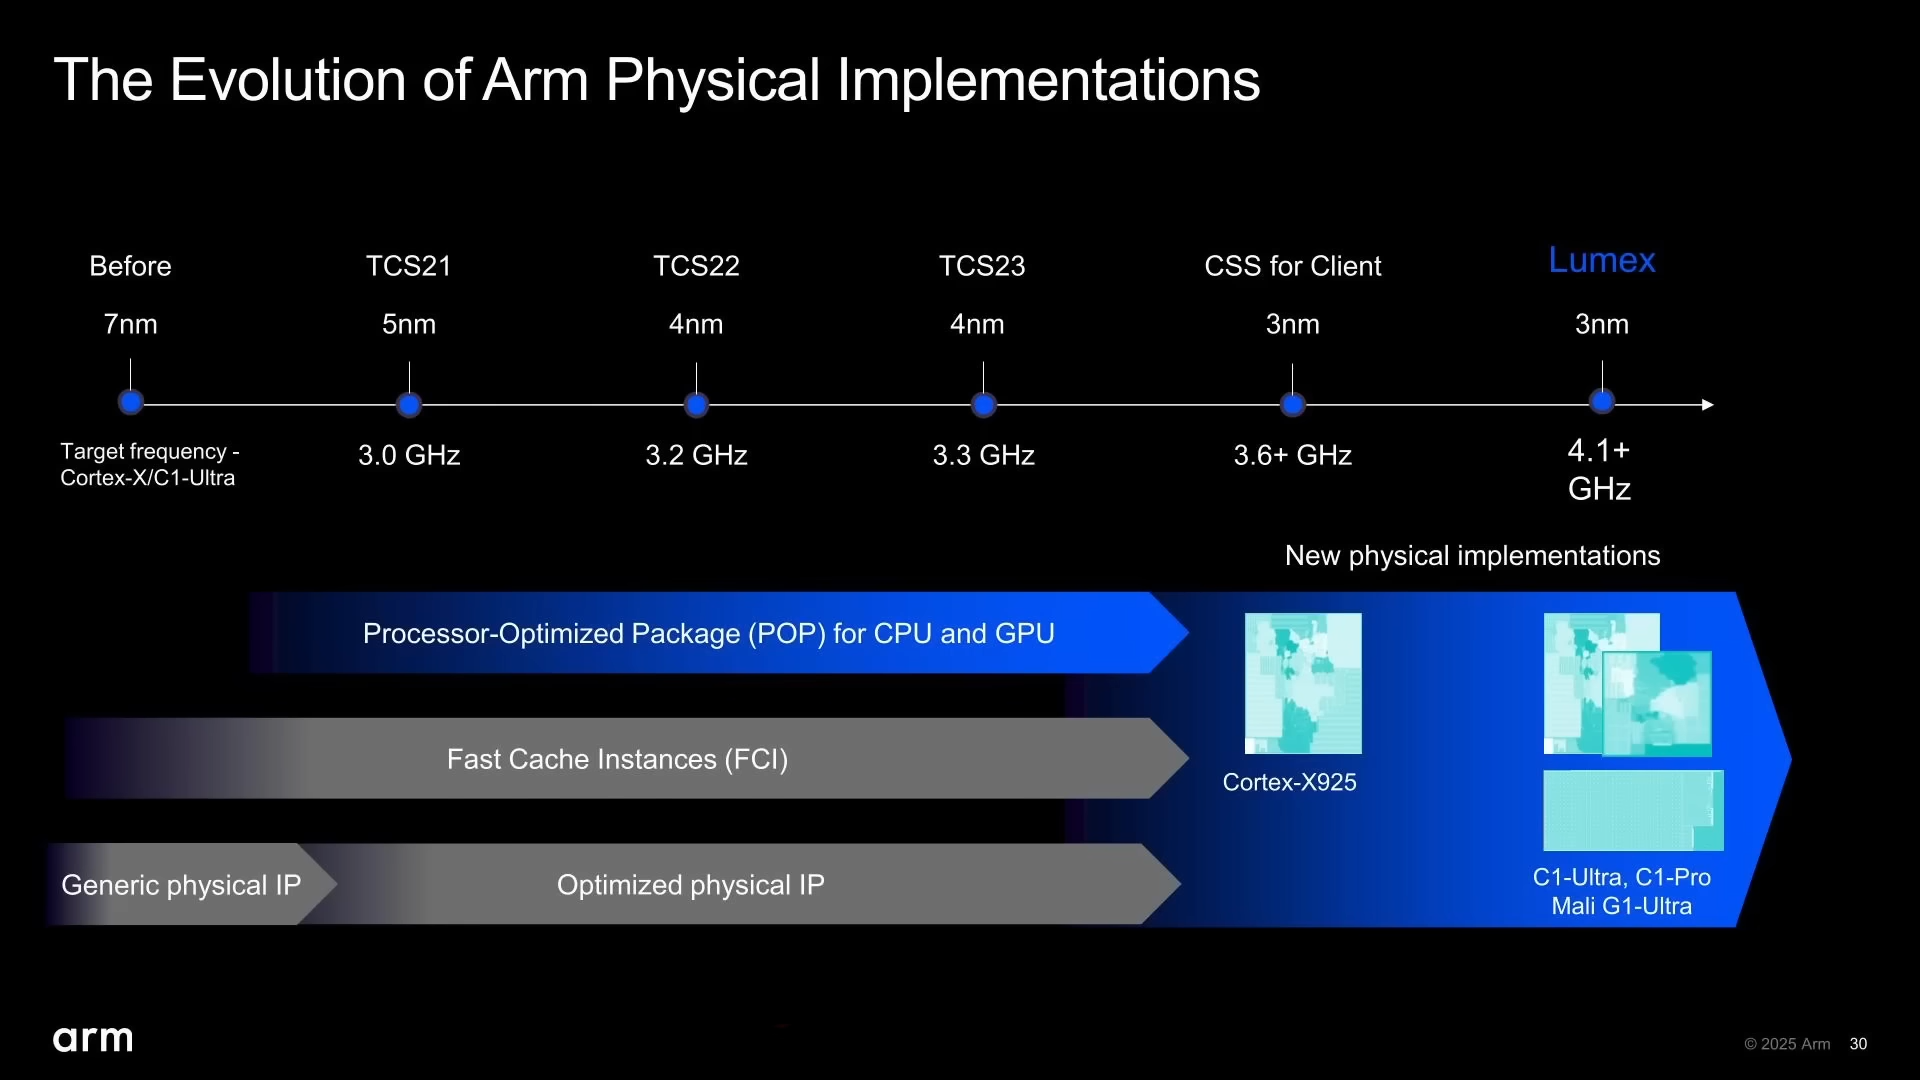 The Evolution of Arm Physical Implementations
Before
TCS21
TCS22
TCS23
CSS for Client
Lumex
7nm
5nm
4nm
4nm
3nm
3nm
Target frequency -
Cortex-X/C1-Ultra
3.0 GHz
3.2 GHz
3.3 GHz
3.6+ GHz
4.1+
GHz
New physical implementations
Processor-Optimized Package (POP) for CPU and GPU
Fast Cache Instances (FCI)
Cortex-X925
Generic physical IP
Optimized physical IP
C1-Ultra, C1-Pro
Mali G1-Ultra
arm
© 2025 Arm 30